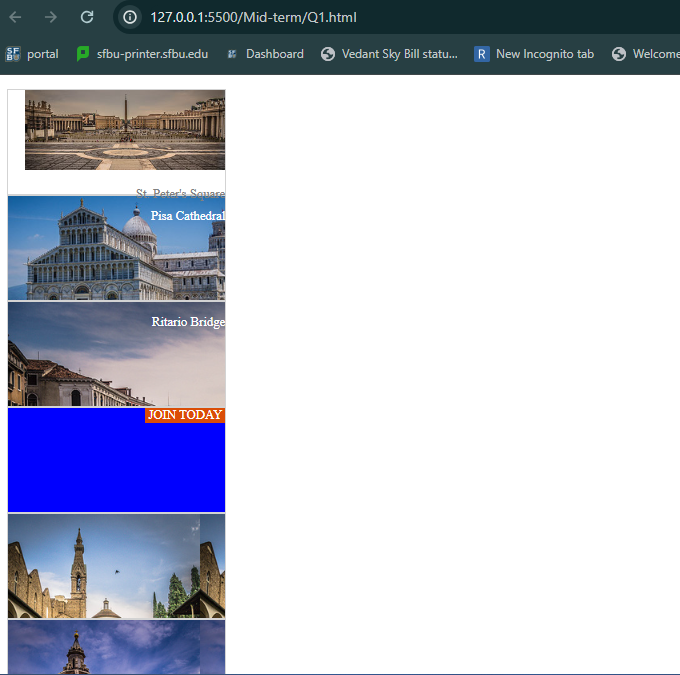 127.0.0.1:5500/Mid-term/Q1.html
SFBU portal sfbu-printer.sfbu.edu Dashboard Vedant Sky Bill statu... R New Incognito tab Welcome
St. Peter's Square
Pisa Cathedral
Ritario Bridge
JOIN TODAY